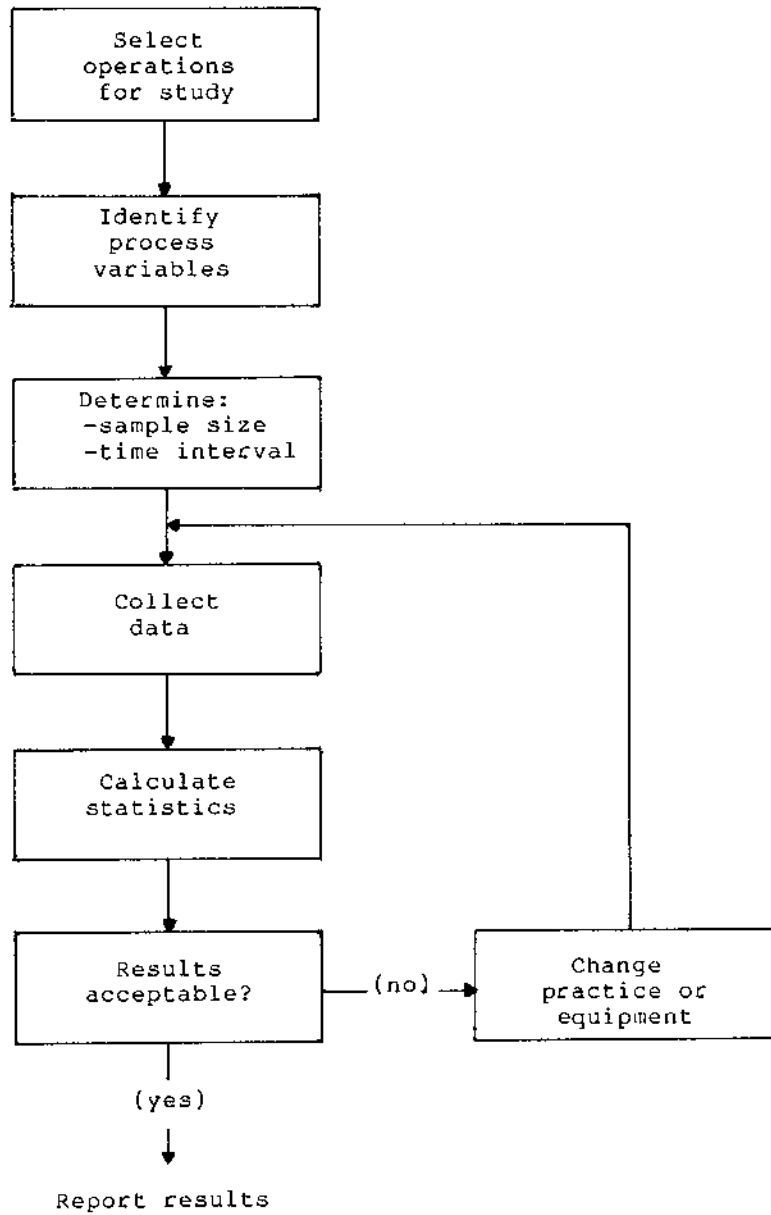 Select
operations
for study
Identify
process
variables
Determine:
-sample size
-time interval
Collect
data
Calculate
statistics
Results
acceptable?
(no)
Change
practice or
equipment
(yes)
Report results